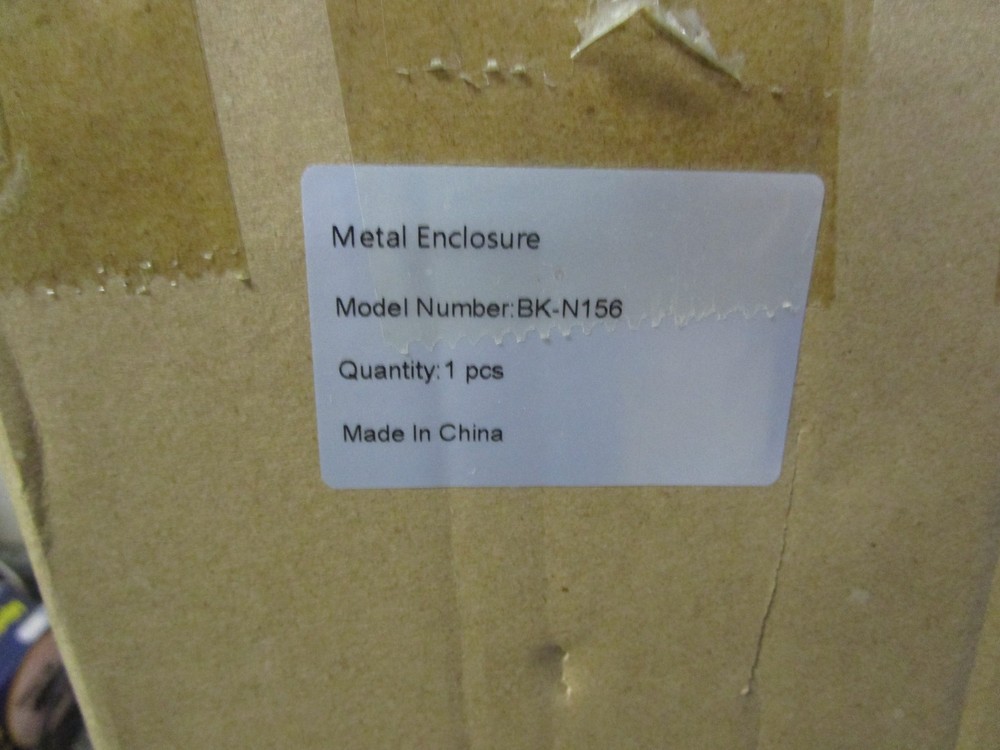 Metal Enclosure
Model Number:BK-N156
Quantity:1 pcs
Made In China